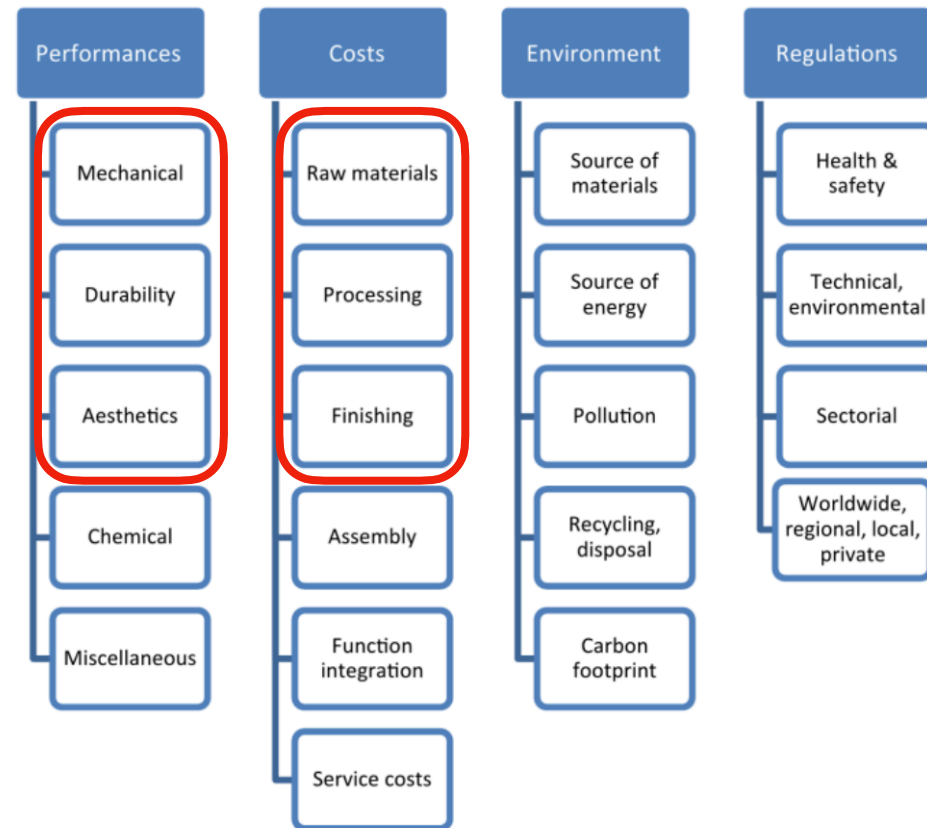 Performances
Mechanical
Durability
Aesthetics
Chemical
Miscellaneous
Costs
Raw materials
Processing
Finishing
Assembly
Function
integration
Service costs
Environment
Source of
materials
Source of
energy
Pollution
Recycling,
disposal
Carbon
footprint
Regulations
Health &
safety
Technical,
environmental
Sectorial
Worldwide,
regional, local,
private